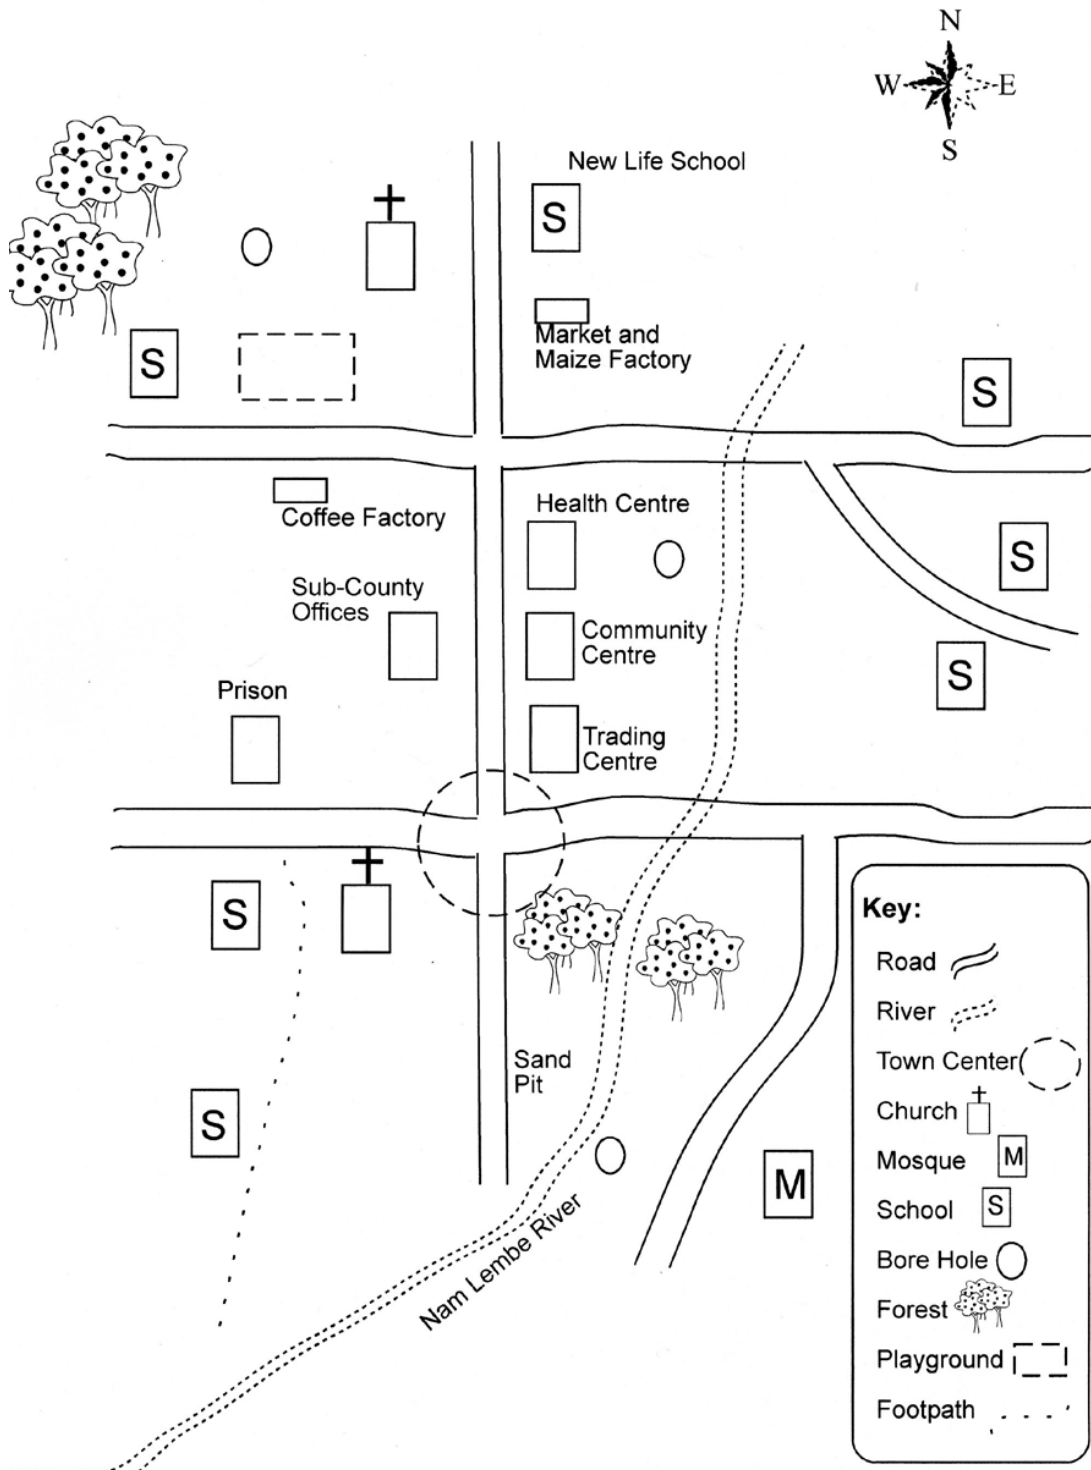 N
W E
S
New Life School
S
Market and
Maize Factory
S
S
Coffee Factory
Health Centre
S
Sub-County
Offices
Community
Centre
S
Prison
Trading
Centre
S
Sand
Pit
S
M
Nam Lembe River
Key:
Road
River
Town Center
Church
Mosque M
School S
Bore Hole
Forest
Playground
Footpath